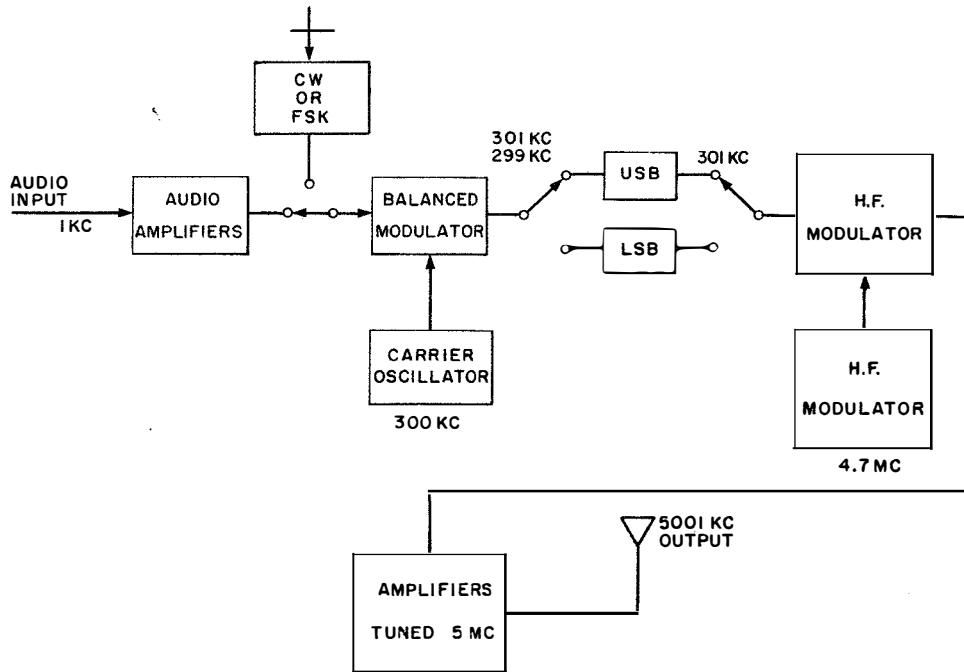 CW
OR
FSK
AUDIO
INPUT
1KC
AUDIO
AMPLIFIERS
BALANCED
MODULATOR
301 KC
299 KC
USB
LSB
301 KC
H.F.
MODULATOR
CARRIER
OSCILLATOR
300 KC
H.F.
MODULATOR
4.7 MC
5001 KC
OUTPUT
AMPLIFIERS
TUNED 5 MC